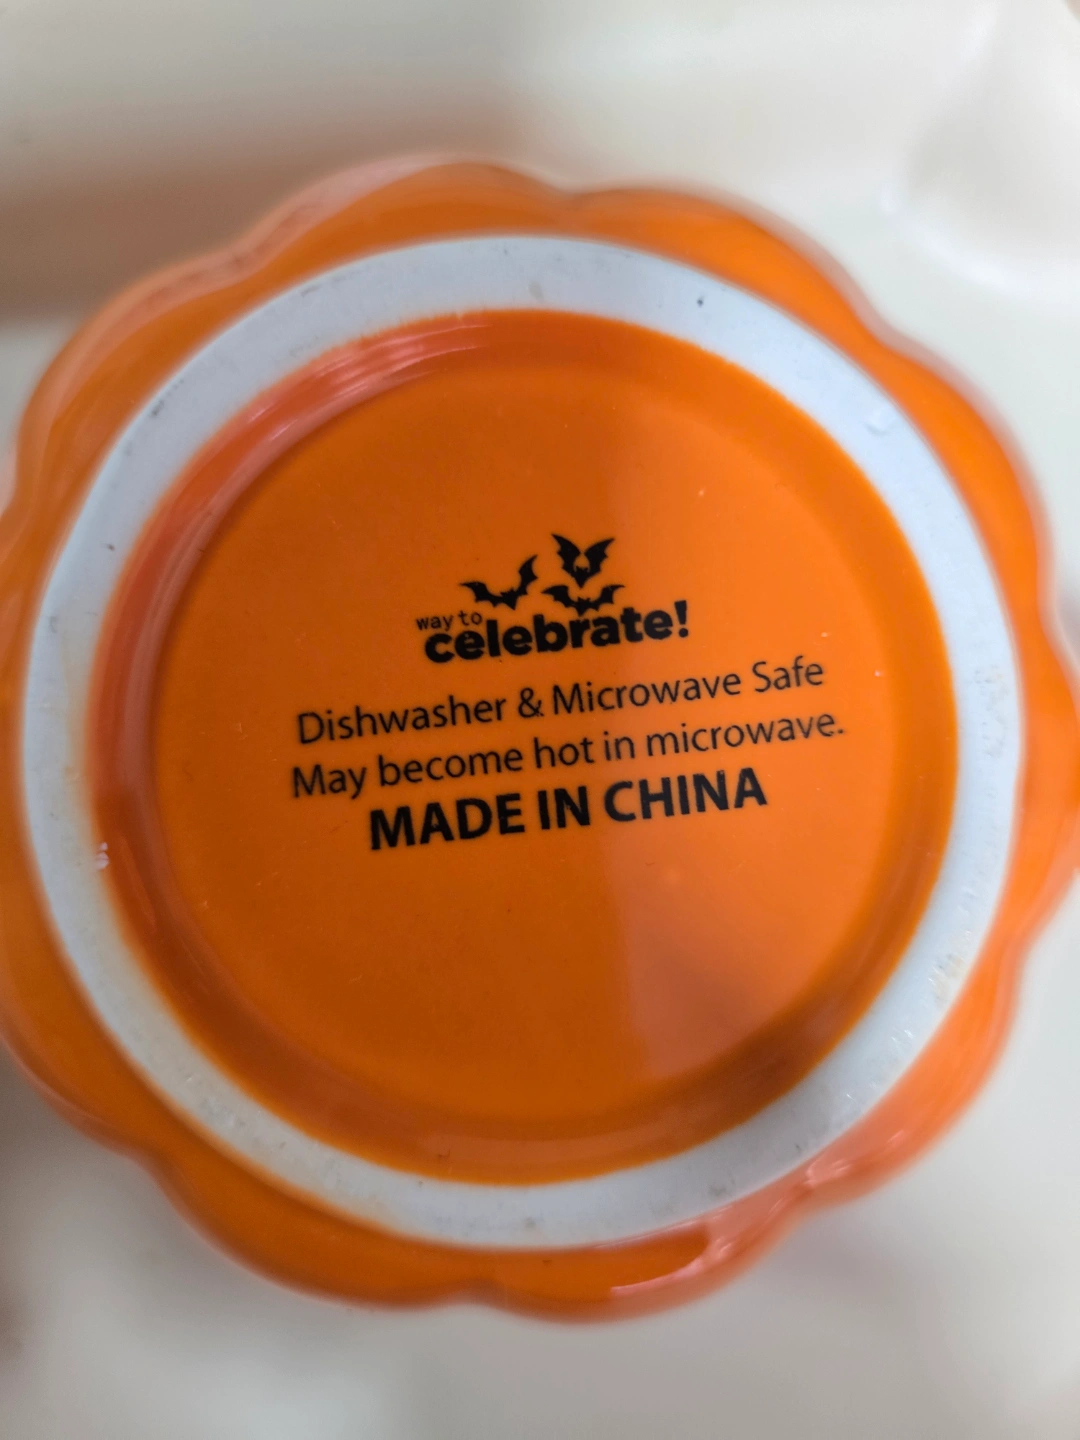 way to
celebrate!
Dishwasher & Microwave Safe
May become hot in microwave.
MADE IN CHINA